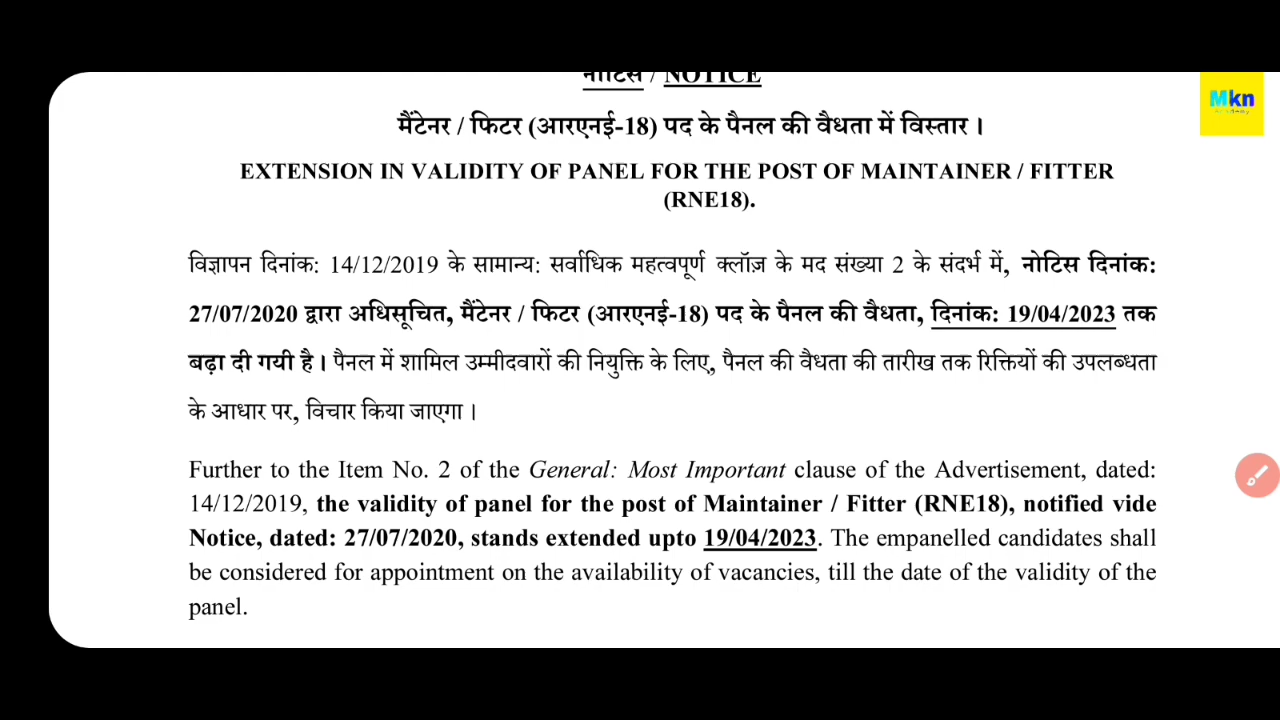 नोटिस / NOTICE
Mkn
Academy
मैंटेनर / फिटर (आरएनई-18) पद के पैनल की वैधता में विस्तार।
EXTENSION IN VALIDITY OF PANEL FOR THE POST OF MAINTAINER / FITTER
(RNE18).
विज्ञापन दिनांक: 14/12/2019 के सामान्य: सर्वाधिक महत्वपूर्ण क्लॉज़ के मद संख्या 2 के संदर्भ में, नोटिस दिनांक:
27/07/2020 द्वारा अधिसूचित, मैंटेनर / फिटर (आरएनई-18) पद के पैनल की वैधता, दिनांक: 19/04/2023 तक
बढ़ा दी गयी है। पैनल में शामिल उम्मीदवारों की नियुक्ति के लिए, पैनल की वैधता की तारीख तक रिक्तियों की उपलब्धता
के आधार पर, विचार किया जाएगा।
Further to the Item No. 2 of the General: Most Important clause of the Advertisement, dated:
14/12/2019, the validity of panel for the post of Maintainer / Fitter (RNE18), notified vide
Notice, dated: 27/07/2020, stands extended upto 19/04/2023. The empanelled candidates shall
be considered for appointment on the availability of vacancies, till the date of the validity of the
panel.